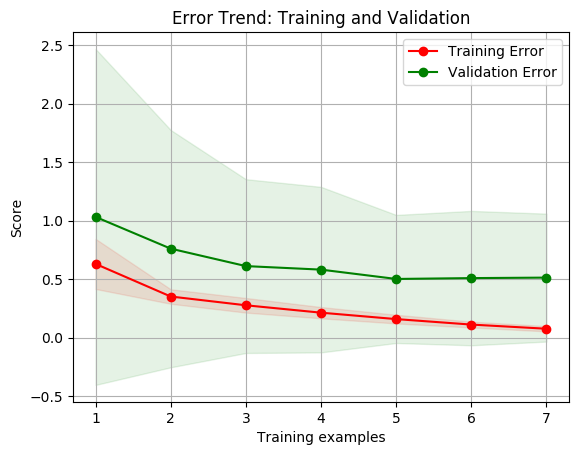 Error Trend: Training and Validation
Training Error
Validation Error
2.5
2.0
1.5
1.0
0.5
0.0
−0.5
Score
1 2 3 4 5 6 7
Training examples